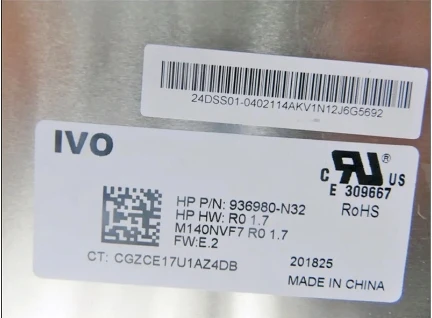 24DSS01-0402114AKV1N12J6G5692
IVO
C RU® US
E 309667
RoHS
HP P/N: 936980-N32
HP HW: R0 1.7
M140NVF7 R0 1.7
FW:E.2
CT: CGZCE17U1AZ4DB
201825
MADE IN CHINA